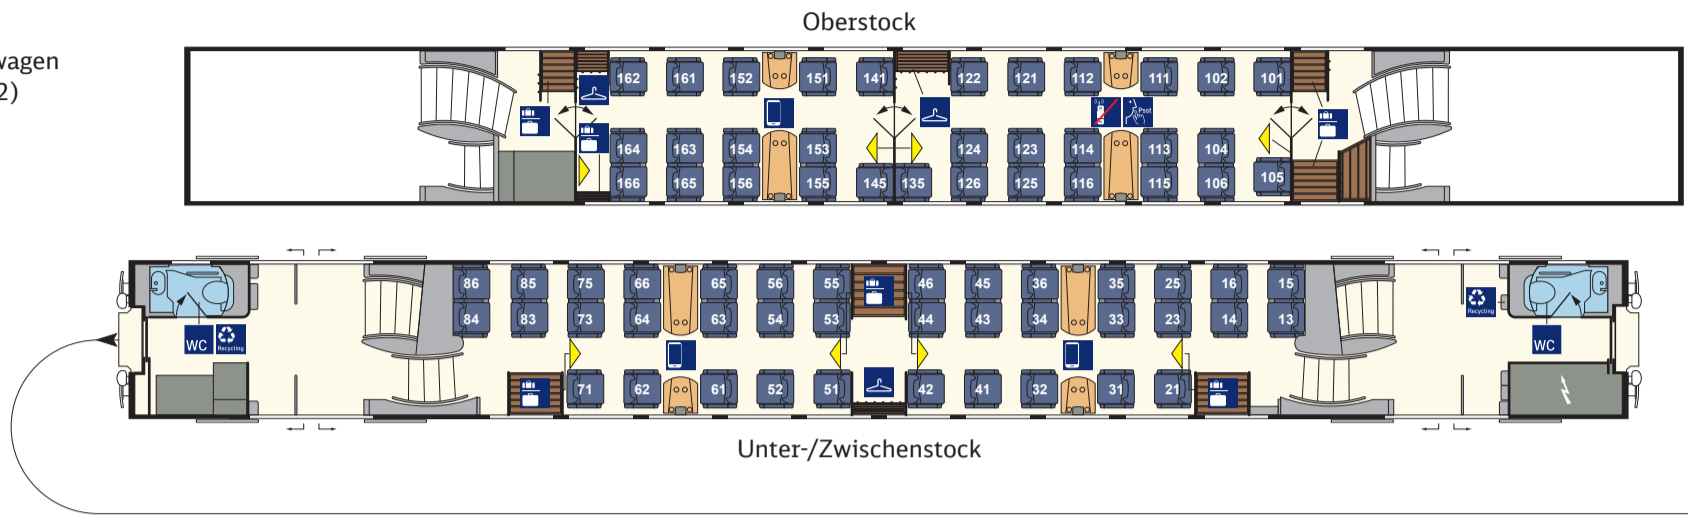 Oberstock
wagen
2)
162 161 152 151 141 122 121 112 111 102 101
Psst
164 163 154 153 124 123 114 113 104
166 165 156 155 145 135 126 125 116 115 106 105
86 85 75 66 65 56 55 46 45 36 35 25 16 15
84 83 73 64 63 54 53 44 43 34 33 23 14 13
WC Recycling Recycling WC
71 62 61 52 51 42 41 32 31 21
Unter-/Zwischenstock